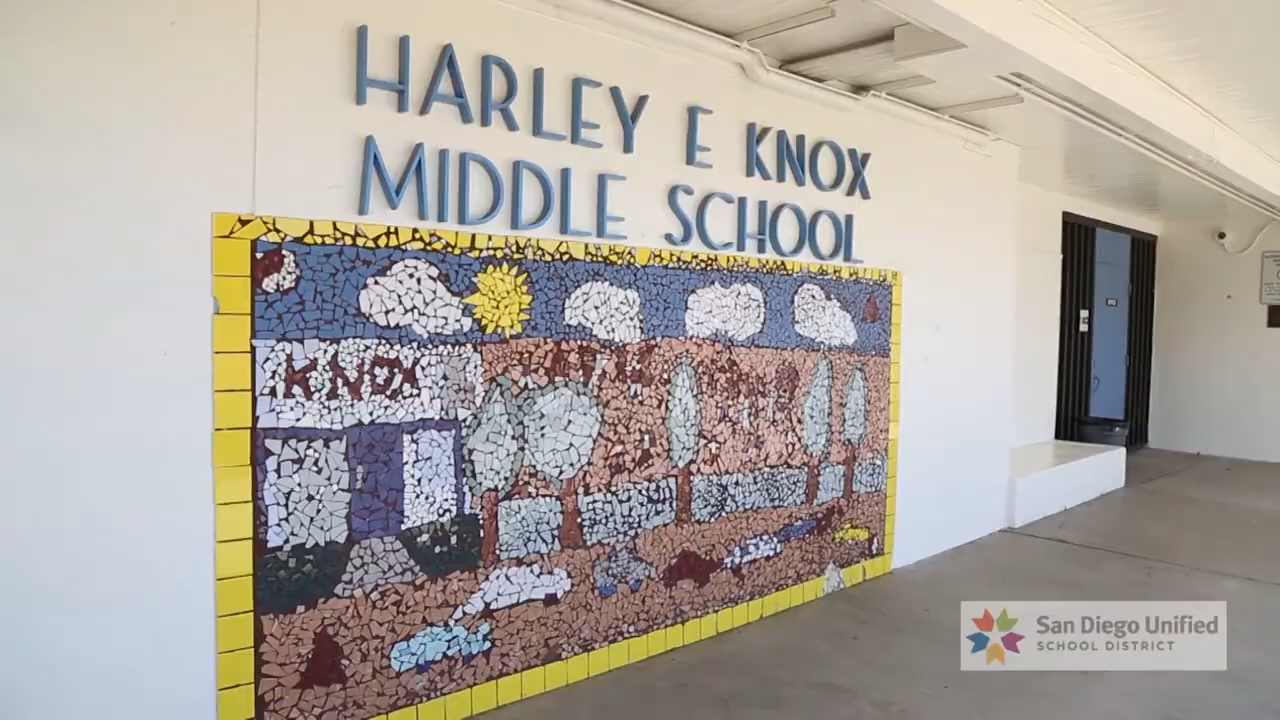 HARLEY E KNOX
MIDDLE SCHOOL
KNOX
San Diego Unified
SCHOOL DISTRICT